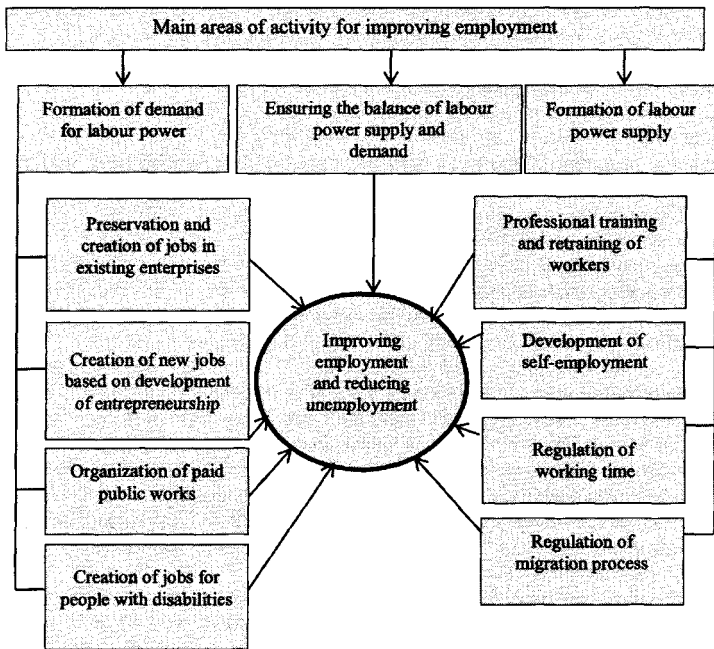 Main areas of activity for improving employment
Formation of demand
for labour power
Ensuring the balance of labour
power supply and
demand
Formation of labour
power supply
Preservation and
creation of jobs in
existing enterprises
Creation of new jobs
based on development
of entrepreneurship
Organization of paid
public works
Creation of jobs for
people with disabilities
Improving
employment
and reducing
unemployment
Professional training
and retraining of
workers
Development of
self-employment
Regulation of
working time
Regulation of
migration process